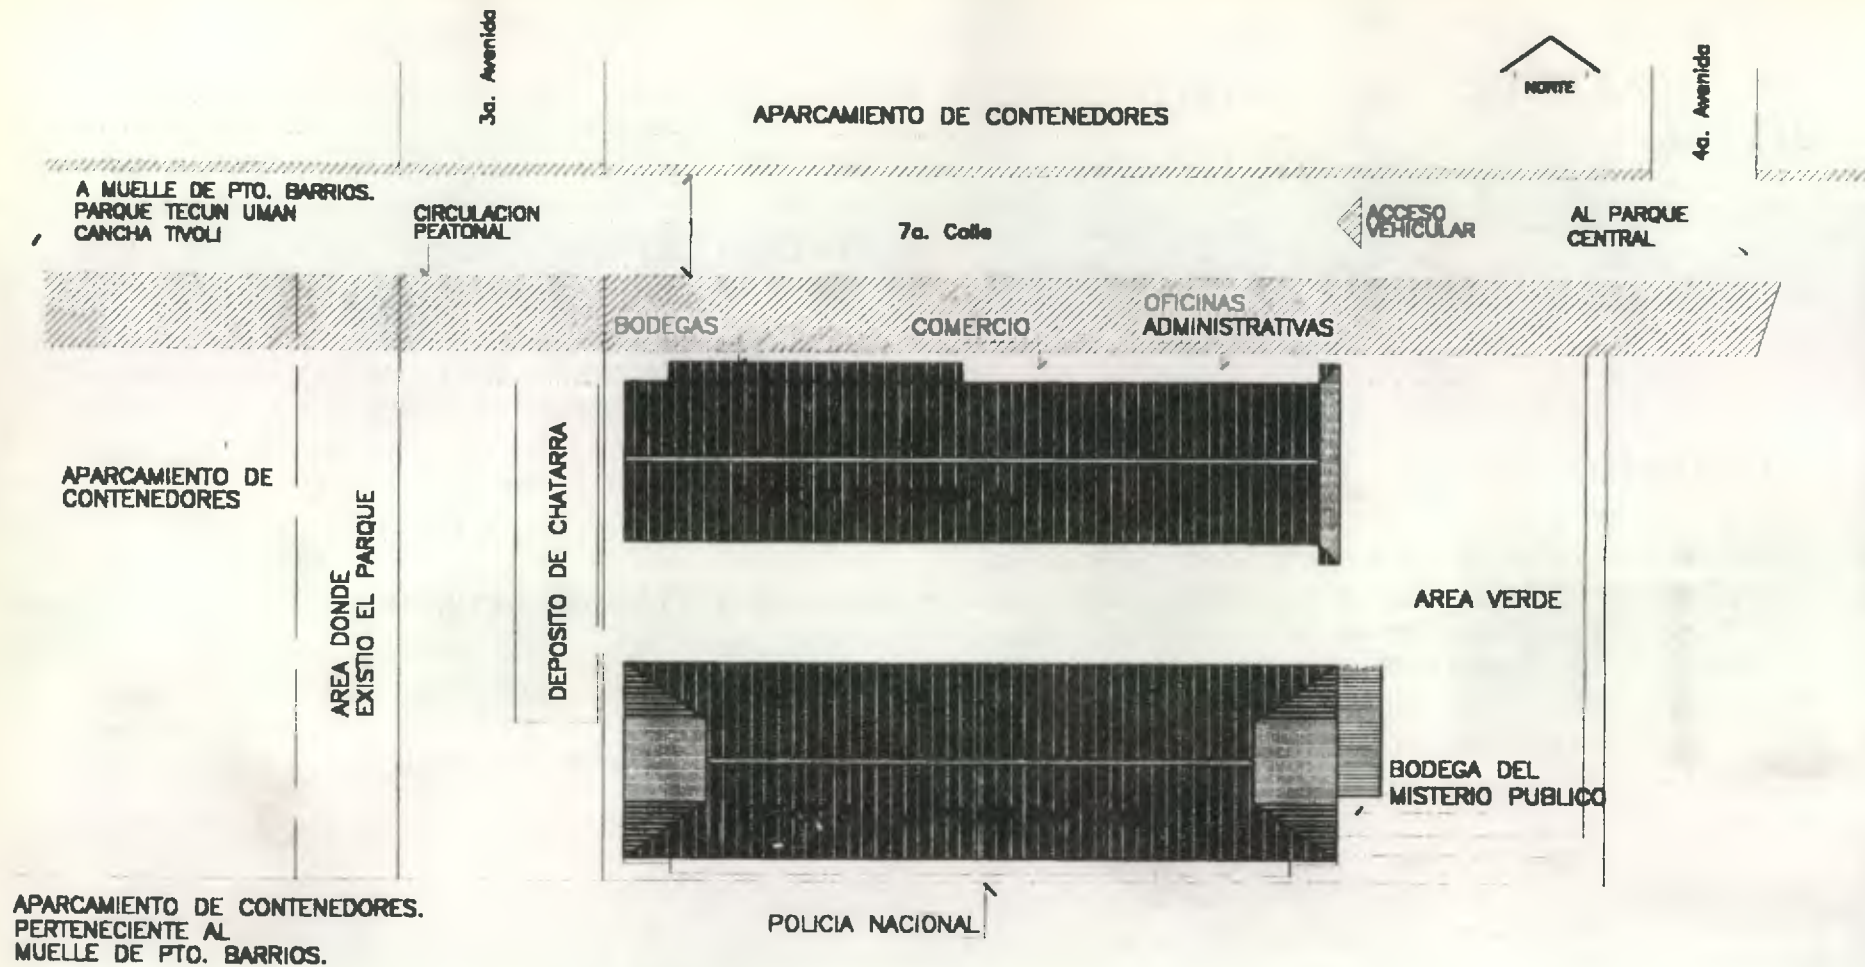 3a. Avenida
APARCAMIENTO DE CONTENEDORES
NORTE
4a. Avenida
A MUELLE DE PTO. BARRIOS.
PARQUE TECUN UMAN
CANCHA TIVOLI
CIRCULACION
PEATONAL
7a. Calle
ACCESO
VEHICULAR
AL PARQUE
CENTRAL
BODEGAS
COMERCIO
OFICINAS
ADMINISTRATIVAS
APARCAMIENTO DE
CONTENEDORES
AREA DONDE
EXISTIO EL PARQUE
DEPOSITO DE CHATARRA
AREA VERDE
BODEGA DEL
MISTERIO PUBLICO
APARCAMIENTO DE CONTENEDORES.
PERTENECIENTE AL
MUELLE DE PTO. BARRIOS.
POLICIA NACIONAL